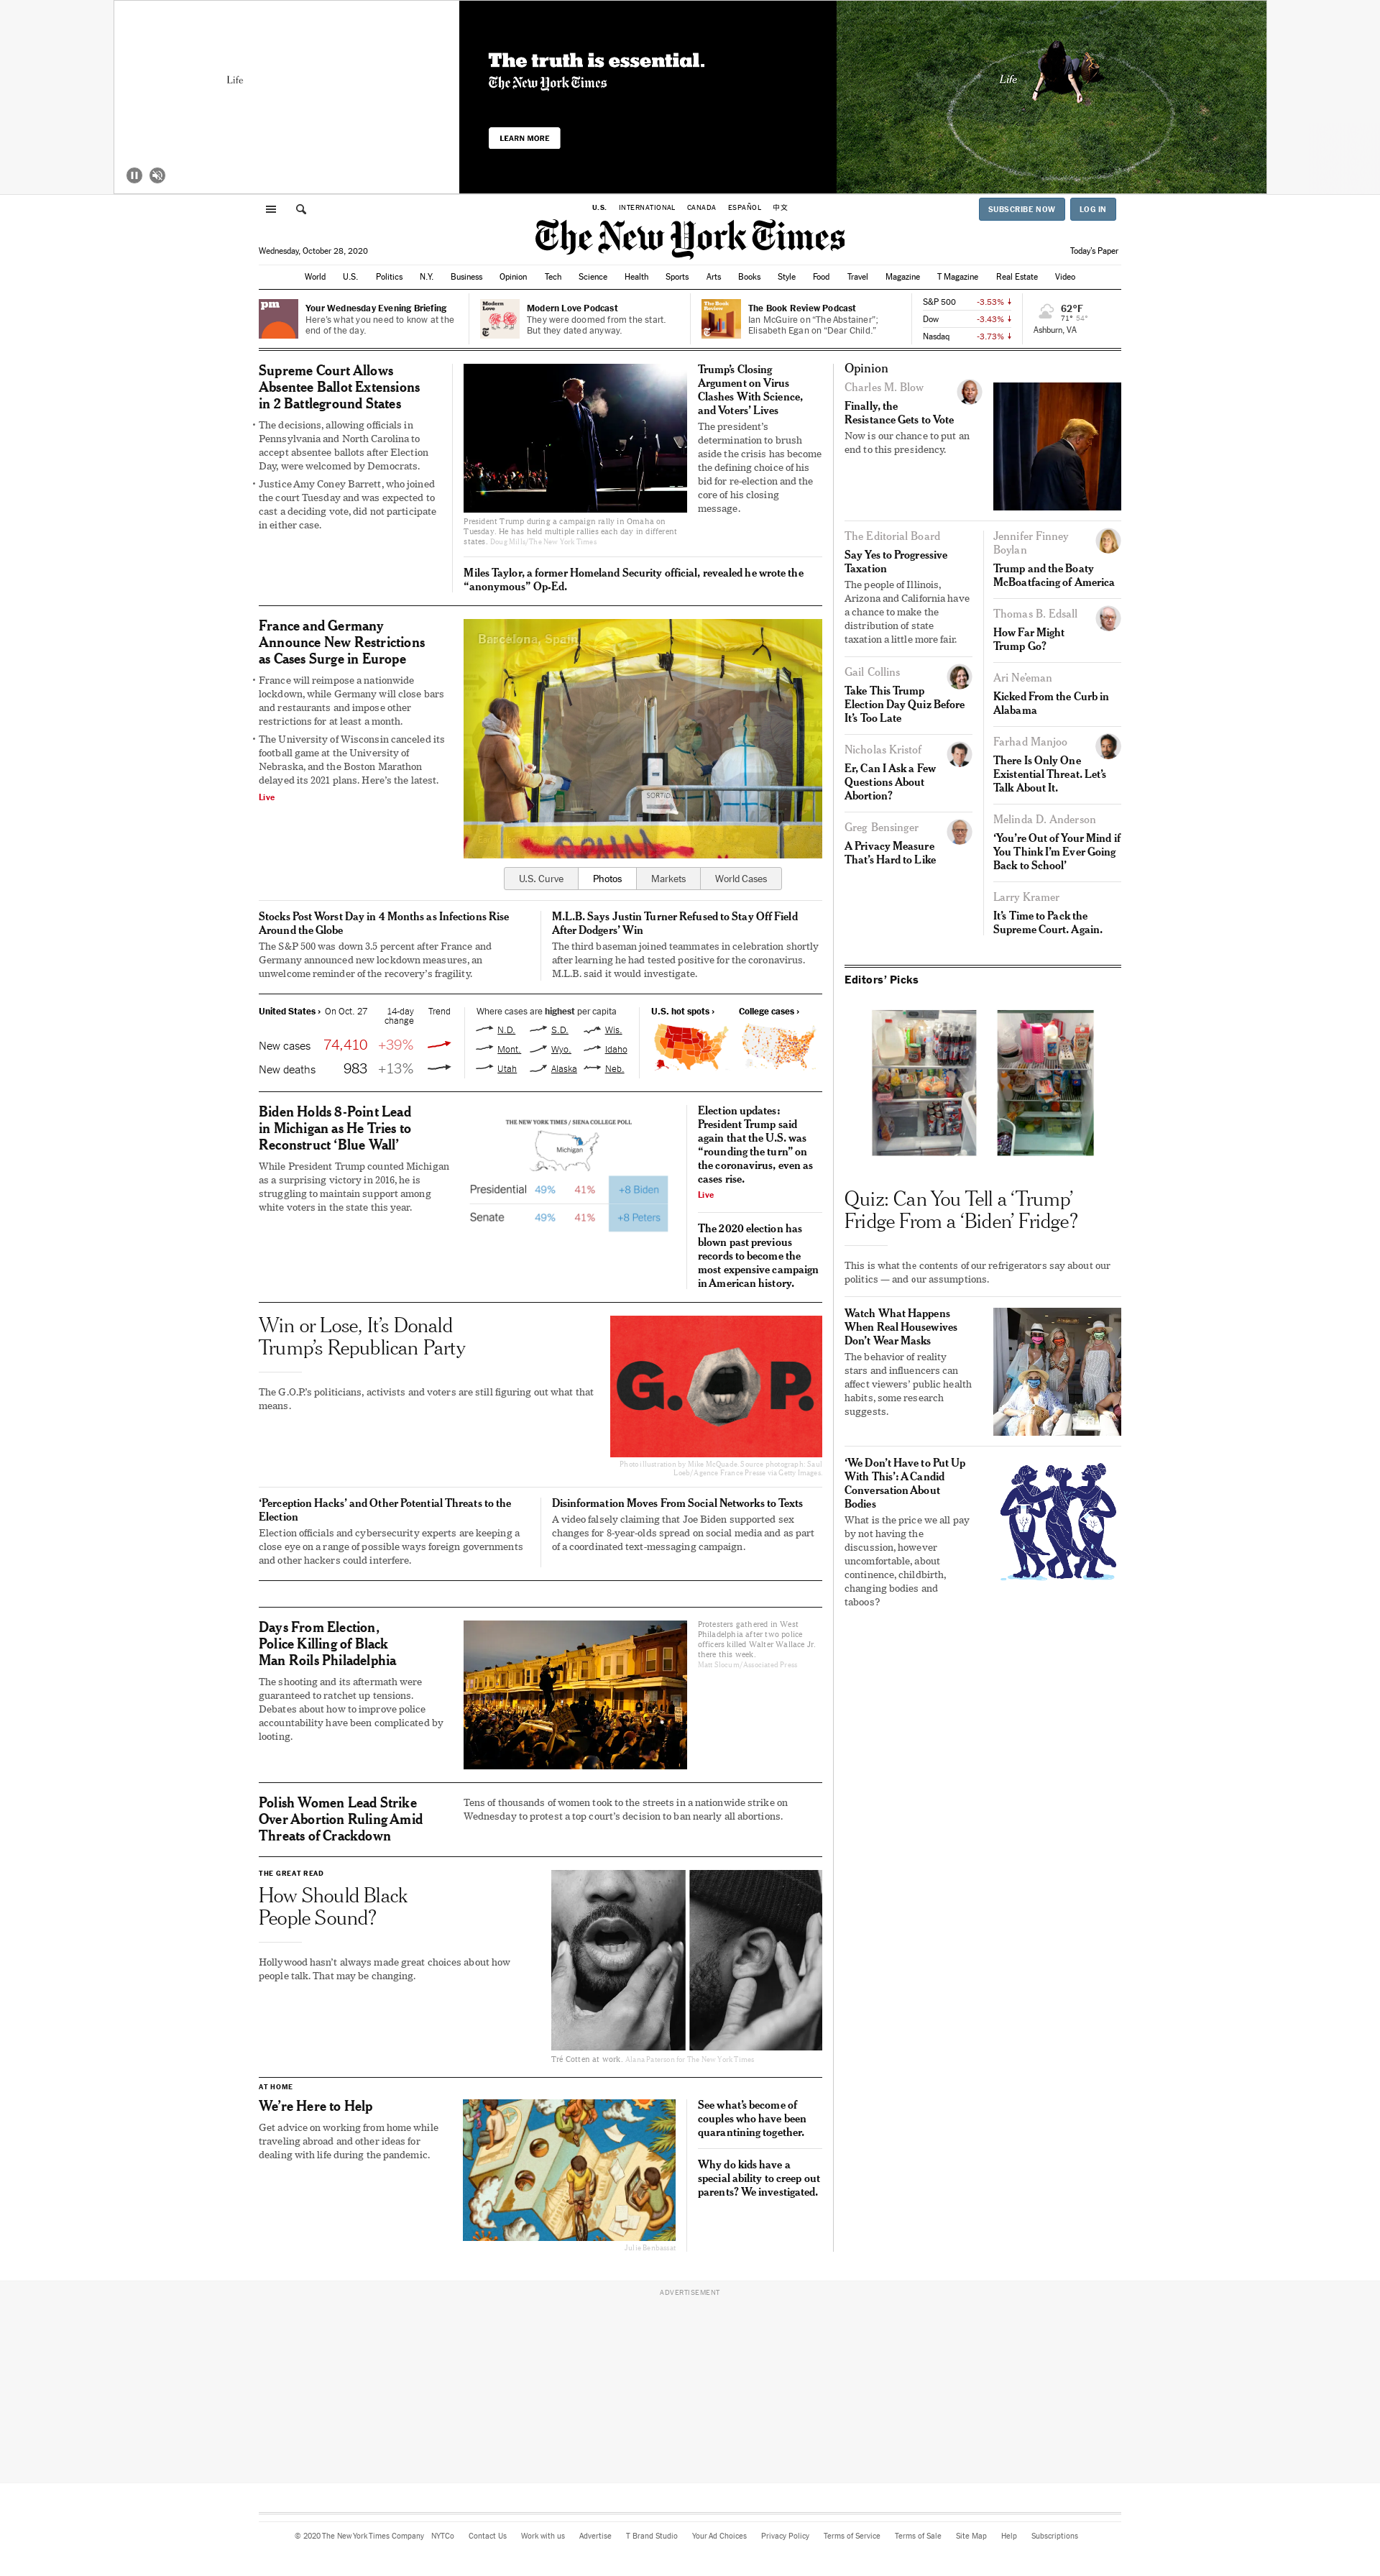 Life
The truth is essential.
The New York Times
LEARN MORE
Life
U.S. INTERNATIONAL CANADA ESPAÑOL 中文
SUBSCRIBE NOW LOG IN
The New York Times
Wednesday, October 28, 2020
Today's Paper
World U.S. Politics N.Y. Business Opinion Tech Science Health Sports Arts Books Style Food Travel Magazine T Magazine Real Estate Video
pm
Your Wednesday Evening Briefing
Here's what you need to know at the
end of the day.
Modern
Love
Modern Love Podcast
They were doomed from the start.
But they dated anyway.
The Book
Review
The Book Review Podcast
Ian McGuire on “The Abstainer”;
Elisabeth Egan on “Dear Child.”
S&P 500 -3.53%
Dow -3.43%
Nasdaq -3.73%
62°F
71° 54°
Ashburn, VA
Supreme Court Allows
Absentee Ballot Extensions
in 2 Battleground States
• The decisions, allowing officials in
Pennsylvania and North Carolina to
accept absentee ballots after Election
Day, were welcomed by Democrats.
• Justice Amy Coney Barrett, who joined
the court Tuesday and was expected to
cast a deciding vote, did not participate
in either case.
President Trump during a campaign rally in Omaha on
Tuesday. He has held multiple rallies each day in different
states. Doug Mills/The New York Times
Trump's Closing
Argument on Virus
Clashes With Science,
and Voters' Lives
The president's
determination to brush
aside the crisis has become
the defining choice of his
bid for re-election and the
core of his closing
message.
Miles Taylor, a former Homeland Security official, revealed he wrote the
“anonymous” Op-Ed.
France and Germany
Announce New Restrictions
as Cases Surge in Europe
• France will reimpose a nationwide
lockdown, while Germany will close bars
and restaurants and impose other
restrictions for at least a month.
• The University of Wisconsin canceled its
football game at the University of
Nebraska, and the Boston Marathon
delayed its 2021 plans. Here's the latest.
Live
Barcelona, Spain
SORTIDA
U.S. Curve Photos Markets World Cases
Stocks Post Worst Day in 4 Months as Infections Rise
Around the Globe
The S&P 500 was down 3.5 percent after France and
Germany announced new lockdown measures, an
unwelcome reminder of the recovery's fragility.
M.L.B. Says Justin Turner Refused to Stay Off Field
After Dodgers' Win
The third baseman joined teammates in celebration shortly
after learning he had tested positive for the coronavirus.
M.L.B. said it would investigate.
United States › On Oct. 27 14-day
change Trend
New cases 74,410 +39%
New deaths 983 +13%
Where cases are highest per capita
N.D. S.D. Wis.
Mont. Wyo. Idaho
Utah Alaska Neb.
U.S. hot spots › College cases ›
Biden Holds 8-Point Lead
in Michigan as He Tries to
Reconstruct ‘Blue Wall’
While President Trump counted Michigan
as a surprising victory in 2016, he is
struggling to maintain support among
white voters in the state this year.
THE NEW YORK TIMES / SIENA COLLEGE POLL
Michigan
Presidential 49% 41% +8 Biden
Senate 49% 41% +8 Peters
Election updates:
President Trump said
again that the U.S. was
“rounding the turn” on
the coronavirus, even as
cases rise.
Live
The 2020 election has
blown past previous
records to become the
most expensive campaign
in American history.
Win or Lose, It's Donald
Trump's Republican Party
The G.O.P.'s politicians, activists and voters are still figuring out what that
means.
G. P.
Photo illustration by Mike McQuade. Source photograph: Saul
Loeb/Agence France-Presse via Getty Images
‘Perception Hacks’ and Other Potential Threats to the
Election
Election officials and cybersecurity experts are keeping a
close eye on a range of possible ways foreign governments
and other hackers could interfere.
Disinformation Moves From Social Networks to Texts
A video falsely claiming that Joe Biden supported sex
changes for 8-year-olds spread on social media and as part
of a coordinated text-messaging campaign.
Days From Election,
Police Killing of Black
Man Roils Philadelphia
The shooting and its aftermath were
guaranteed to ratchet up tensions.
Debates about how to improve police
accountability have been complicated by
looting.
Protesters gathered in West
Philadelphia after two police
officers killed Walter Wallace Jr.
there this week.
Matt Slocum/Associated Press
Polish Women Lead Strike
Over Abortion Ruling Amid
Threats of Crackdown
Tens of thousands of women took to the streets in a nationwide strike on
Wednesday to protest a top court's decision to ban nearly all abortions.
THE GREAT READ
How Should Black
People Sound?
Hollywood hasn't always made great choices about how
people talk. That may be changing.
Tré Cotten at work. Alana Paterson for The New York Times
AT HOME
We're Here to Help
Get advice on working from home while
traveling abroad and other ideas for
dealing with life during the pandemic.
Julie Benbassat
See what's become of
couples who have been
quarantining together.
Why do kids have a
special ability to creep out
parents? We investigated.
Opinion
Charles M. Blow
Finally, the
Resistance Gets to Vote
Now is our chance to put an
end to this presidency.
The Editorial Board
Say Yes to Progressive
Taxation
The people of Illinois,
Arizona and California have
a chance to make the
distribution of state
taxation a little more fair.
Gail Collins
Take This Trump
Election Day Quiz Before
It's Too Late
Nicholas Kristof
Er, Can I Ask a Few
Questions About
Abortion?
Greg Bensinger
A Privacy Measure
That's Hard to Like
Jennifer Finney
Boylan
Trump and the Boaty
McBoatfacing of America
Thomas B. Edsall
How Far Might
Trump Go?
Ari Ne'eman
Kicked From the Curb in
Alabama
Farhad Manjoo
There Is Only One
Existential Threat. Let's
Talk About It.
Melinda D. Anderson
‘You're Out of Your Mind if
You Think I'm Ever Going
Back to School’
Larry Kramer
It's Time to Pack the
Supreme Court. Again.
Editors' Picks
Quiz: Can You Tell a ‘Trump’
Fridge From a ‘Biden’ Fridge?
This is what the contents of our refrigerators say about our
politics — and our assumptions.
Watch What Happens
When Real Housewives
Don't Wear Masks
The behavior of reality
stars and influencers can
affect viewers' public health
habits, some research
suggests.
‘We Don't Have to Put Up
With This’: A Candid
Conversation About
Bodies
What is the price we all pay
by not having the
discussion, however
uncomfortable, about
continence, childbirth,
changing bodies and
taboos?
ADVERTISEMENT
© 2020 The New York Times Company NYTCo Contact Us Work with us Advertise T Brand Studio Your Ad Choices Privacy Policy Terms of Service Terms of Sale Site Map Help Subscriptions